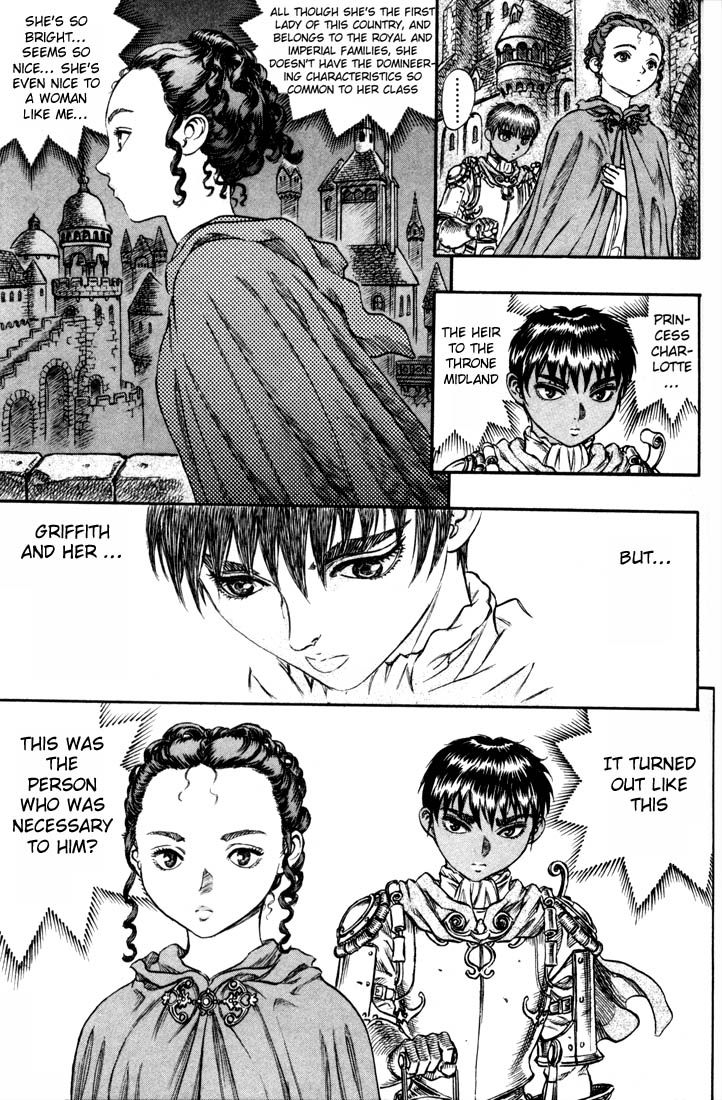 .......
ALL THOUGH SHE'S THE FIRST
LADY OF THIS COUNTRY, AND
BELONGS TO THE ROYAL AND
IMPERIAL FAMILIES, SHE
DOESN'T HAVE THE DOMINEER-
ING CHARACTERISTICS SO
COMMON TO HER CLASS
SHE'S SO
BRIGHT...
SEEMS SO
NICE... SHE'S
EVEN NICE TO
A WOMAN
LIKE ME...
PRIN-
CESS
CHAR-
LOTTE
...
THE HEIR
TO THE
THRONE
MIDLAND
BUT...
GRIFFITH
AND HER ...
IT TURNED
OUT LIKE
THIS
THIS WAS
THE
PERSON
WHO WAS
NECESSARY
TO HIM?